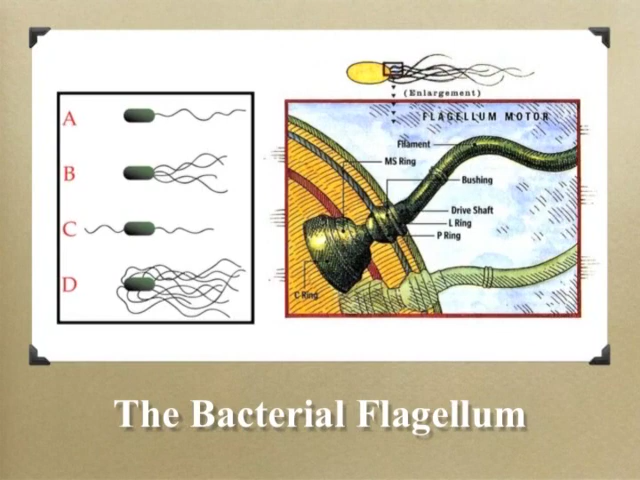 A
B
C
D
(Enlargement)
FLAGELLUM MOTOR
Filament
MS Ring
Bushing
Drive Shaft
L Ring
P Ring
C Ring
The Bacterial Flagellum